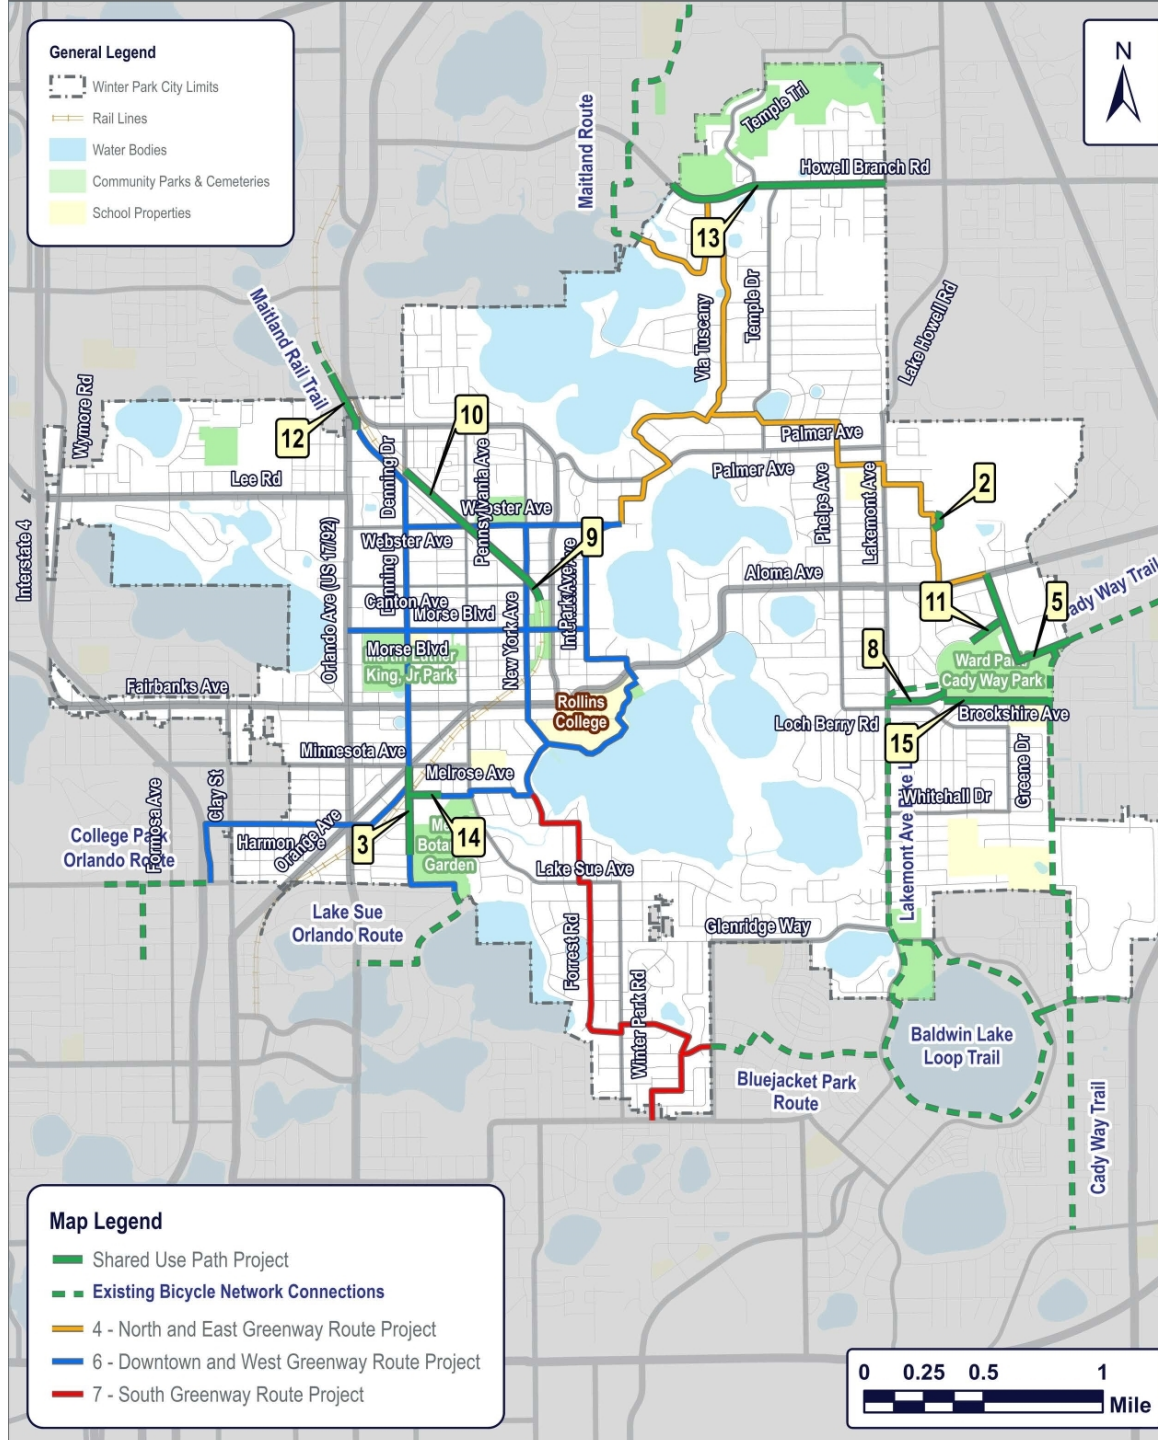 General Legend
Winter Park City Limits
Rail Lines
Water Bodies
Community Parks & Cemeteries
School Properties
N
Maitland Route
Temple Trl
Howell Branch Rd
13
Temple Dr
Via Tuscany
Lake Howell Rd
Maitland Rail Trail
Wymore Rd
12
10
Denning Dr
Pennsylvania Ave
Palmer Ave
Palmer Ave
Lee Rd
Phelps Ave
Lakemont Ave
2
Webster Ave
Webster Ave
9
Interstate 4
Orlando Ave (US 17/92)
Aloma Ave
Cady Way Trail
Canton Ave
Morse Blvd
Park Ave
New York Ave
11
5
Morse Blvd
Martin Luther
King, Jr Park
8
Ward Park
Cady Way Park
Fairbanks Ave
Rollins
College
Loch Berry Rd
Brookshire Ave
15
Minnesota Ave
Melrose Ave
Greene Dr
Whitehall Dr
Clay St
Formosa Ave
College Park
Orlando Route
Orange Ave
3
14
Garden
Lake Sue Ave
Lakemont Ave
Lake Sue
Orlando Route
Forrest Rd
Glenridge Way
Winter Park Rd
Baldwin Lake
Loop Trail
Bluejacket Park
Route
Cady Way Trail
Map Legend
Shared Use Path Project
Existing Bicycle Network Connections
4 - North and East Greenway Route Project
6 - Downtown and West Greenway Route Project
7 - South Greenway Route Project
0 0.25 0.5 1
Mile